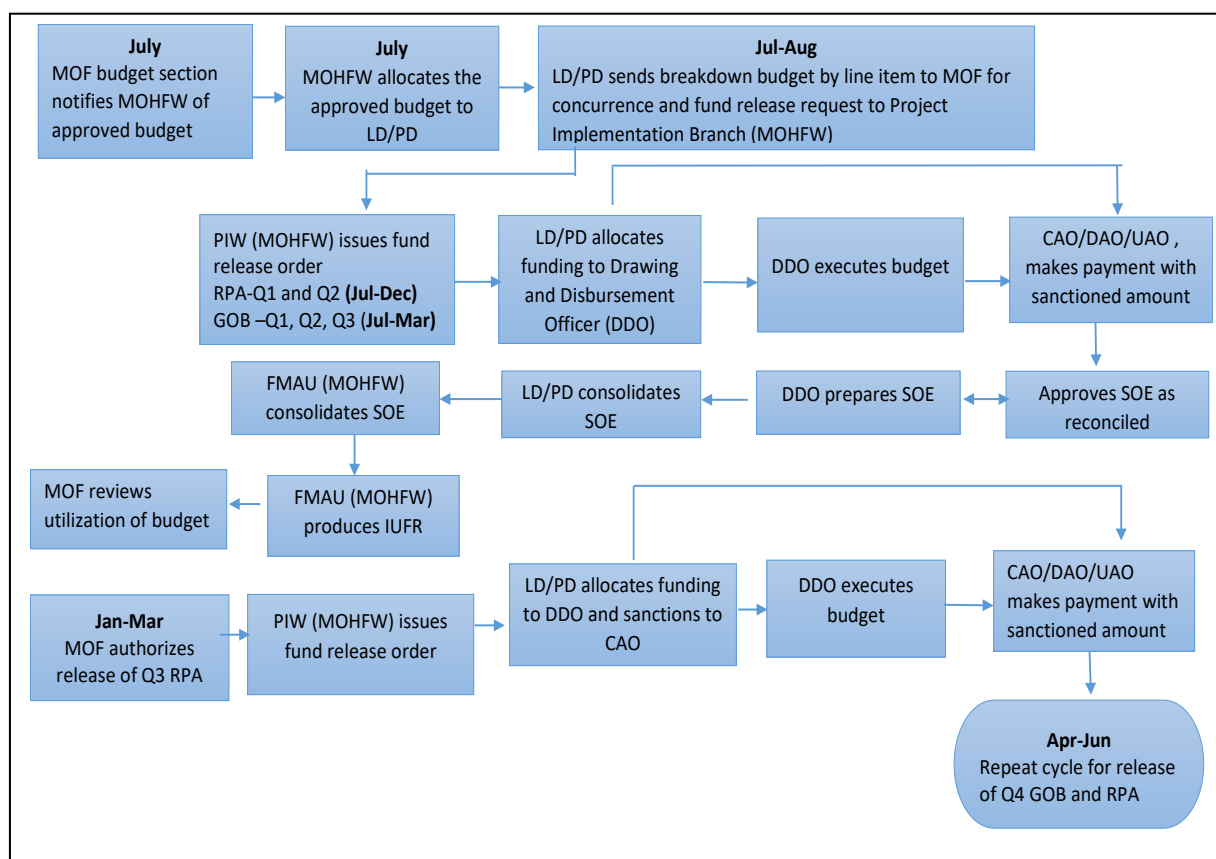 July
MOF budget section
notifies MOHFW of
approved budget
July
MOHFW allocates the
approved budget to
LD/PD
Jul-Aug
LD/PD sends breakdown budget by line item to MOF for
concurrence and fund release request to Project
Implementation Branch (MOHFW)
PIW (MOHFW) issues fund
release order
RPA-Q1 and Q2 (Jul-Dec)
GOB –Q1, Q2, Q3 (Jul-Mar)
LD/PD allocates
funding to Drawing
and Disbursement
Officer (DDO)
DDO executes budget
CAO/DAO/UAO ,
makes payment with
sanctioned amount
FMAU (MOHFW)
consolidates SOE
LD/PD consolidates
SOE
DDO prepares SOE
Approves SOE as
reconciled
MOF reviews
utilization of budget
FMAU (MOHFW)
produces IUFR
Jan-Mar
MOF authorizes
release of Q3 RPA
PIW (MOHFW) issues
fund release order
LD/PD allocates funding
to DDO and sanctions to
CAO
DDO executes
budget
CAO/DAO/UAO
makes payment with
sanctioned amount
Apr-Jun
Repeat cycle for release
of Q4 GOB and RPA